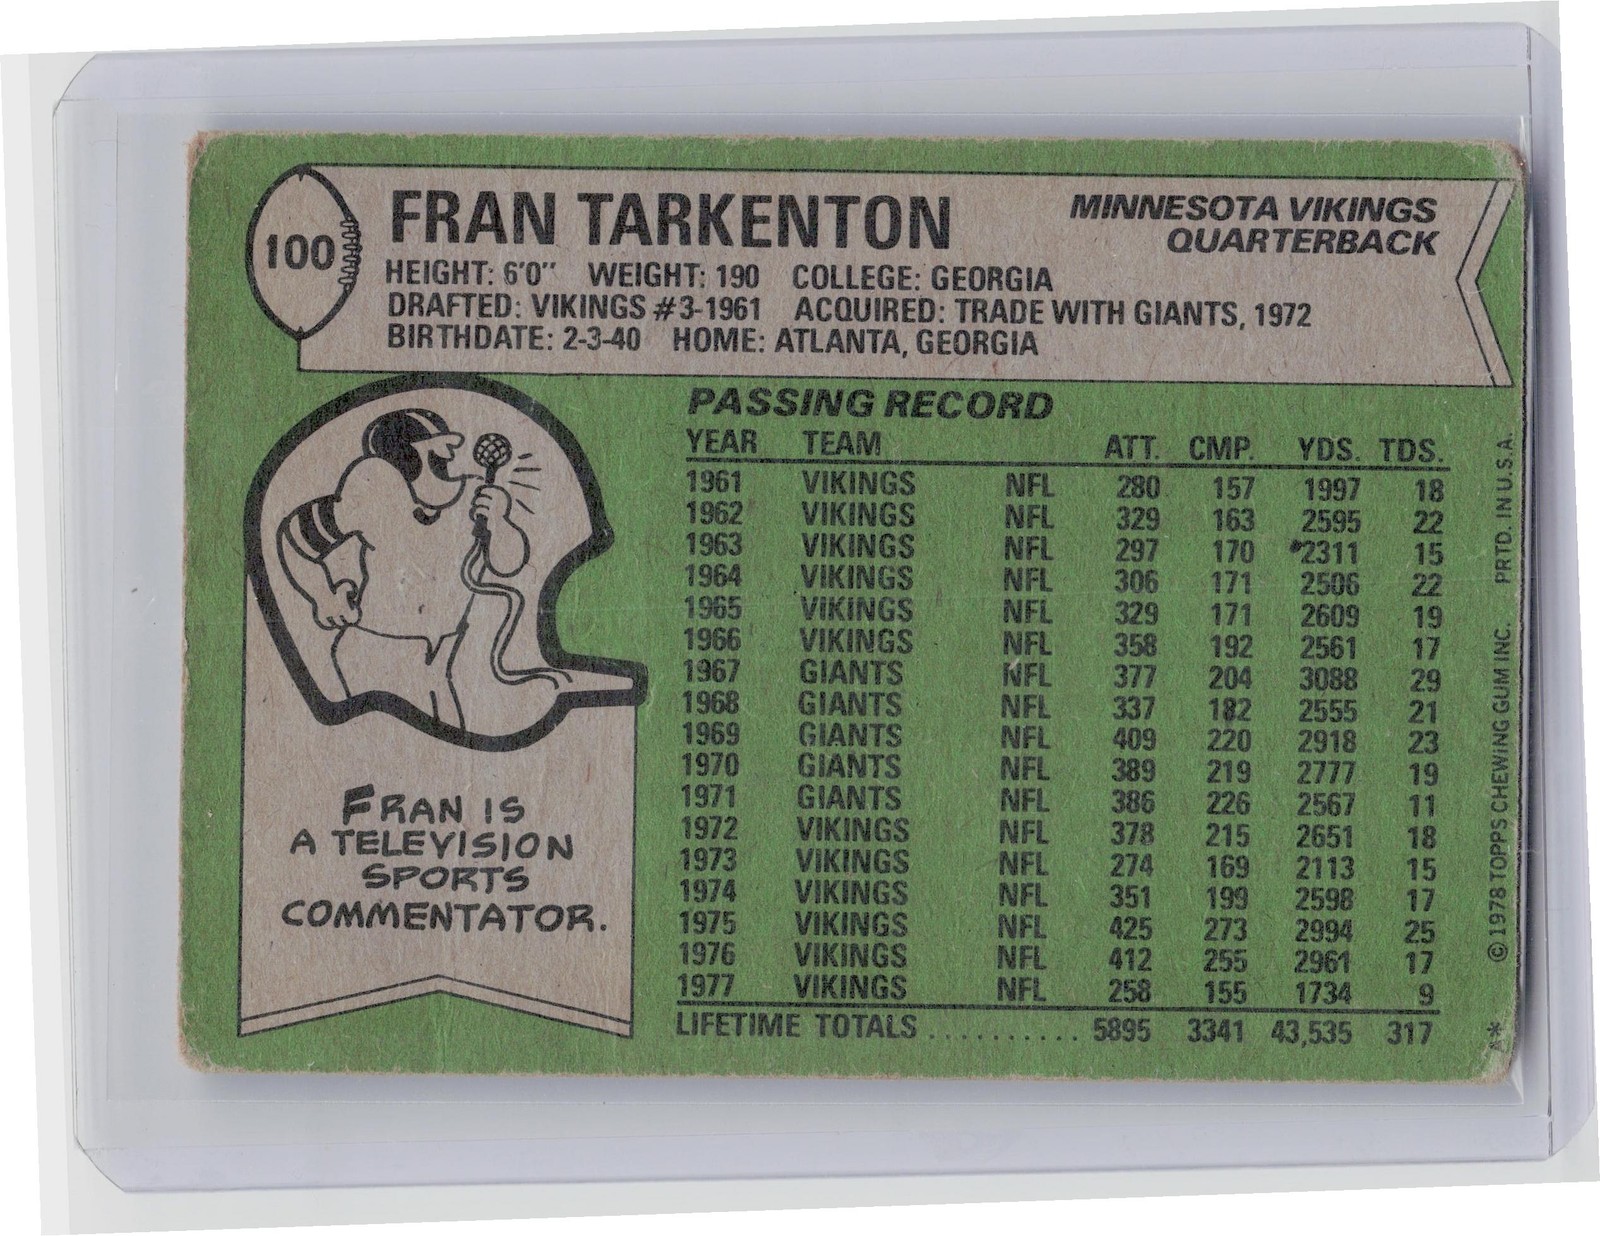 100
FRAN TARKENTON
MINNESOTA VIKINGS
QUARTERBACK
HEIGHT: 6'0" WEIGHT: 190 COLLEGE: GEORGIA
DRAFTED: VIKINGS #3-1961 ACQUIRED: TRADE WITH GIANTS, 1972
BIRTHDATE: 2-3-40 HOME: ATLANTA, GEORGIA
FRAN IS
A TELEVISION
SPORTS
COMMENTATOR.
PASSING RECORD
YEAR TEAM ATT. CMP. YDS. TDS.
1961 VIKINGS NFL 280 157 1997 18
1962 VIKINGS NFL 329 163 2595 22
1963 VIKINGS NFL 297 170 2311 15
1964 VIKINGS NFL 306 171 2506 22
1965 VIKINGS NFL 329 171 2609 19
1966 VIKINGS NFL 358 192 2561 17
1967 GIANTS NFL 377 204 3088 29
1968 GIANTS NFL 337 182 2555 21
1969 GIANTS NFL 409 220 2918 23
1970 GIANTS NFL 389 219 2777 19
1971 GIANTS NFL 386 226 2567 11
1972 VIKINGS NFL 378 215 2651 18
1973 VIKINGS NFL 274 169 2113 15
1974 VIKINGS NFL 351 199 2598 17
1975 VIKINGS NFL 425 273 2994 25
1976 VIKINGS NFL 412 255 2961 17
1977 VIKINGS NFL 258 155 1734 9
LIFETIME TOTALS .......... 5895 3341 43,535 317
** © 1978 TOPPS CHEWING GUM INC. PRTD. IN U.S.A.